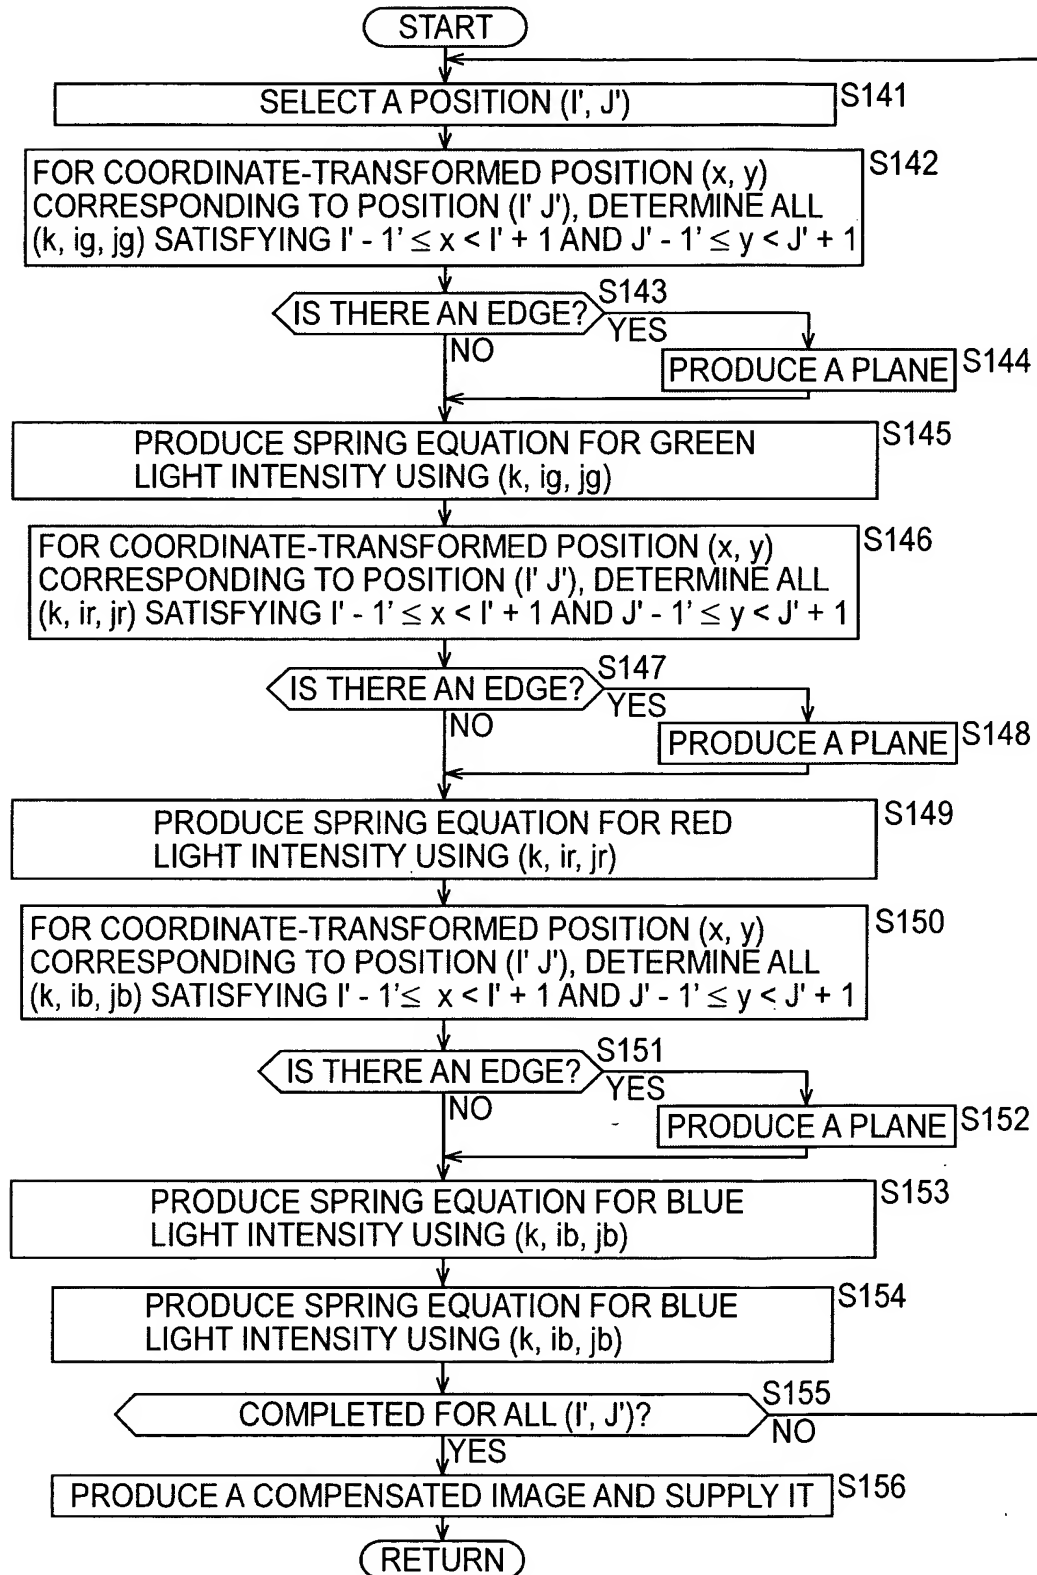 START
SELECT A POSITION (I', J')
S141
FOR COORDINATE-TRANSFORMED POSITION (x, y)
CORRESPONDING TO POSITION (I' J'), DETERMINE ALL
(k, ig, jg) SATISFYING I' - 1' ≤ x < I' + 1 AND J' - 1' ≤ y < J' + 1
S142
IS THERE AN EDGE?
S143
YES
NO
PRODUCE A PLANE
S144
PRODUCE SPRING EQUATION FOR GREEN
LIGHT INTENSITY USING (k, ig, jg)
S145
FOR COORDINATE-TRANSFORMED POSITION (x, y)
CORRESPONDING TO POSITION (I' J'), DETERMINE ALL
(k, ir, jr) SATISFYING I' - 1' ≤ x < I' + 1 AND J' - 1' ≤ y < J' + 1
S146
IS THERE AN EDGE?
S147
YES
NO
PRODUCE A PLANE
S148
PRODUCE SPRING EQUATION FOR RED
LIGHT INTENSITY USING (k, ir, jr)
S149
FOR COORDINATE-TRANSFORMED POSITION (x, y)
CORRESPONDING TO POSITION (I' J'), DETERMINE ALL
(k, ib, jb) SATISFYING I' - 1' ≤ x < I' + 1 AND J' - 1' ≤ y < J' + 1
S150
IS THERE AN EDGE?
S151
YES
NO
PRODUCE A PLANE
S152
PRODUCE SPRING EQUATION FOR BLUE
LIGHT INTENSITY USING (k, ib, jb)
S153
PRODUCE SPRING EQUATION FOR BLUE
LIGHT INTENSITY USING (k, ib, jb)
S154
COMPLETED FOR ALL (I', J')?
S155
NO
YES
PRODUCE A COMPENSATED IMAGE AND SUPPLY IT
S156
RETURN